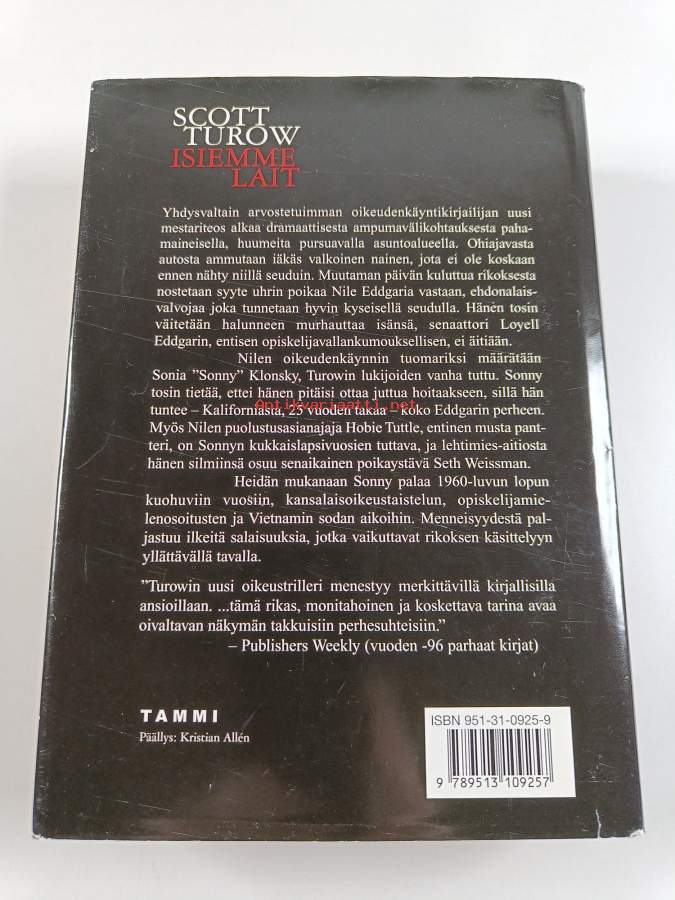 SCOTT
TUROW
ISIEMME
LAIT
Yhdysvaltain arvostetuimman oikeudenkäyntikirjailijan uusi
mestariteos alkaa dramaattisesta ampumavälikohtauksesta paha-
maineisella, huumeita pursuavalla asuntoalueella. Ohiajavasta
autosta ammutaan iäkäs valkoinen nainen, jota ei ole koskaan
ennen nähty niillä seuduin. Muutaman päivän kuluttua rikoksesta
nostetaan syyte uhrin poikaa Nile Eddgaria vastaan, ehdonalais-
valvojaa joka tunnetaan hyvin kyseisellä seudulla. Hänen tosin
väitetään halunneen murhauttaa isänsä, senaattori Loyell
Eddgarin, entisen opiskelijavallankumouksellisen, ei äitiään.
Nilen oikeudenkäynnin tuomariksi määrätään
Sonia ”Sonny” Klonsky, Turowin lukijoiden vanha tuttu. Sonny
tosin tietää, ettei hänen pitäisi ottaa juttua hoitaakseen, sillä hän
tuntee – Kaliforniasta, 25 vuoden takaa – koko Eddgarin perheen.
Antikvariaatti.net
Myös Nilen puolustusasianajaja Hobie Tuttle, entinen musta pant-
teri, on Sonnyn kukkaislapsivuosien tuttava, ja lehtimies-aitiosta
hänen silmiinsä osuu senaikainen poikaystävä Seth Weissman.
Heidän mukanaan Sonny palaa 1960-luvun lopun
kuohuviin vuosiin, kansalaisoikeustaistelun, opiskelijamie-
lenosoitusten ja Vietnamin sodan aikoihin. Menneisyydestä pal-
jastuu ilkeitä salaisuuksia, jotka vaikuttavat rikoksen käsittelyyn
yllättävällä tavalla.
”Turowin uusi oikeustrilleri menestyy merkittävillä kirjallisilla
ansioillaan. ...tämä rikas, monitahoinen ja koskettava tarina avaa
oivaltavan näkymän takkuisiin perhesuhteisiin.”
– Publishers Weekly (vuoden -96 parhaat kirjat)
TAMMI
Päällys: Kristian Allén
ISBN 951-31-0925-9
9 789513 109257